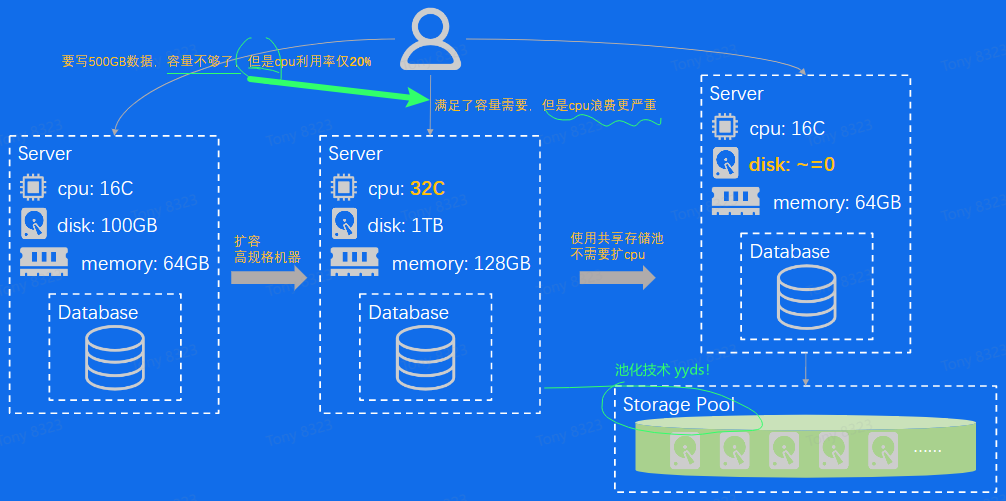 要写500GB数据，容量不够了，但是cpu利用率仅20%
满足了容量需要，但是cpu浪费更严重
Server
cpu: 16C
disk: 100GB
memory: 64GB
Database
扩容
高规格机器
Server
cpu: 32C
disk: 1TB
memory: 128GB
Database
使用共享存储池
不需要扩cpu
Server
cpu: 16C
disk: ~=0
memory: 64GB
Database
池化技术 yyds！
Storage Pool
......
Tony 8323